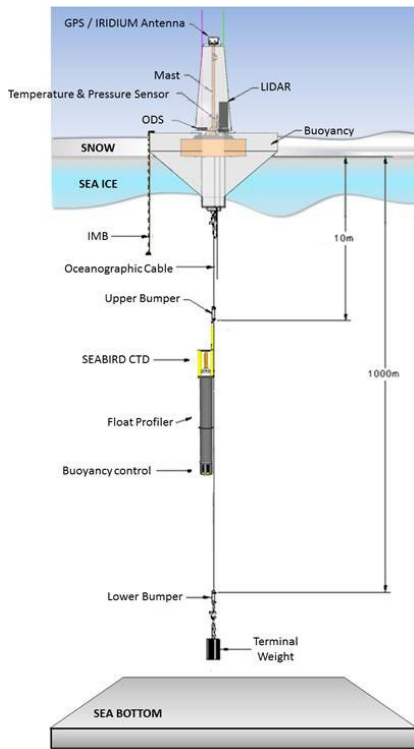 GPS / IRIDIUM Antenna
Mast
Temperature & Pressure Sensor
LIDAR
ODS
Buoyancy
SNOW
SEA ICE
IMB
10m
Oceanographic Cable
Upper Bumper
SEABIRD CTD
1000m
Float Profiler
Buoyancy control
Lower Bumper
Terminal
Weight
SEA BOTTOM